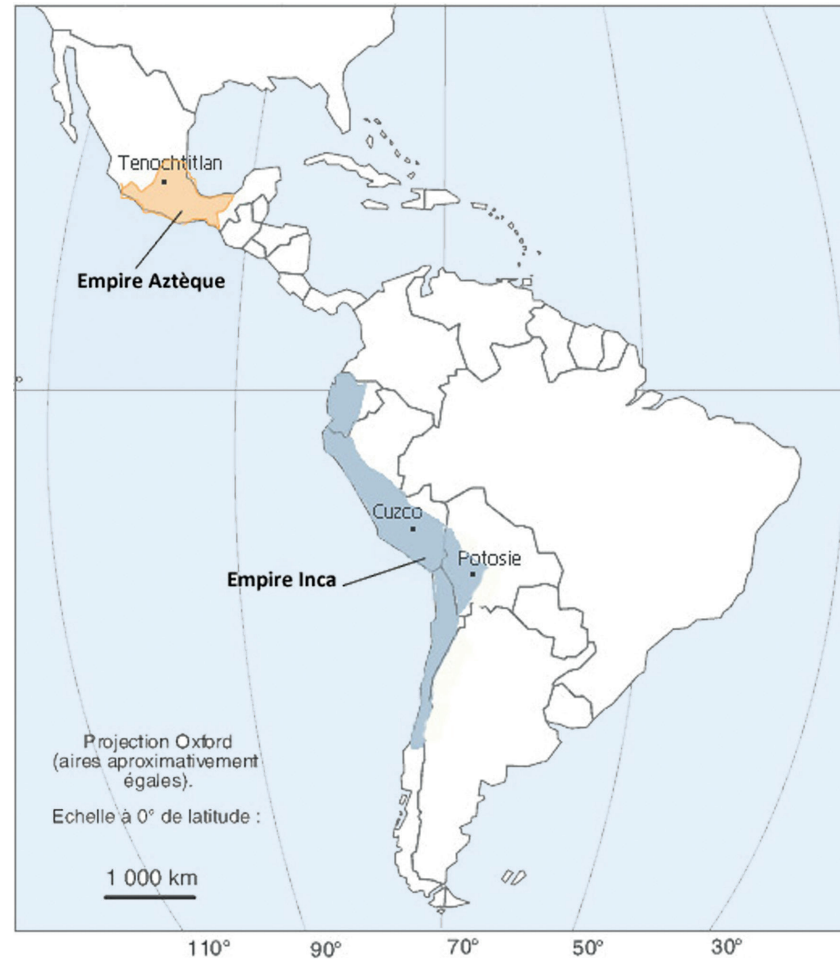 Tenochtitlan
Empire Aztèque
0
Cuzco
Potosie
Empire Inca
Projection Oxford
(aires aproximativement
égales).
Echelle à 0° de latitude :
1 000 km
110° 90° 70° 50° 30°